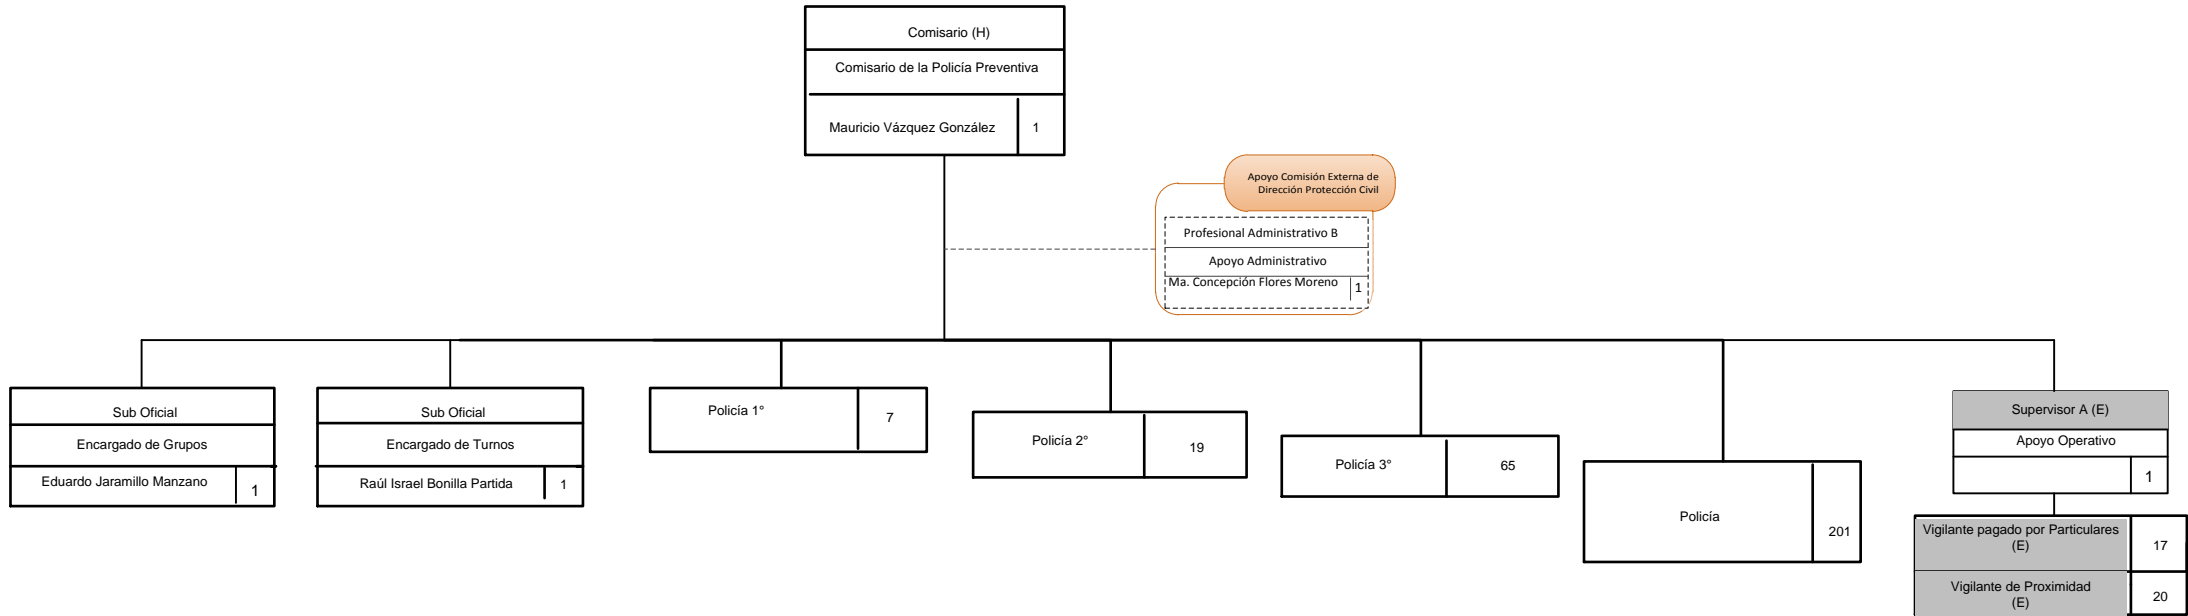 Comisario (H)
Comisario de la Policía Preventiva
Mauricio Vázquez González
1
Apoyo Comisión Externa de
Dirección Protección Civil
Profesional Administrativo B
Apoyo Administrativo
Ma. Concepción Flores Moreno
1
Sub Oficial
Encargado de Grupos
Eduardo Jaramillo Manzano
1
Sub Oficial
Encargado de Turnos
Raúl Israel Bonilla Partida
1
Policía 1°
7
Policía 2°
19
Policía 3°
65
Policía
201
Supervisor A (E)
Apoyo Operativo
1
Vigilante pagado por Particulares
(E)
17
Vigilante de Proximidad
(E)
20